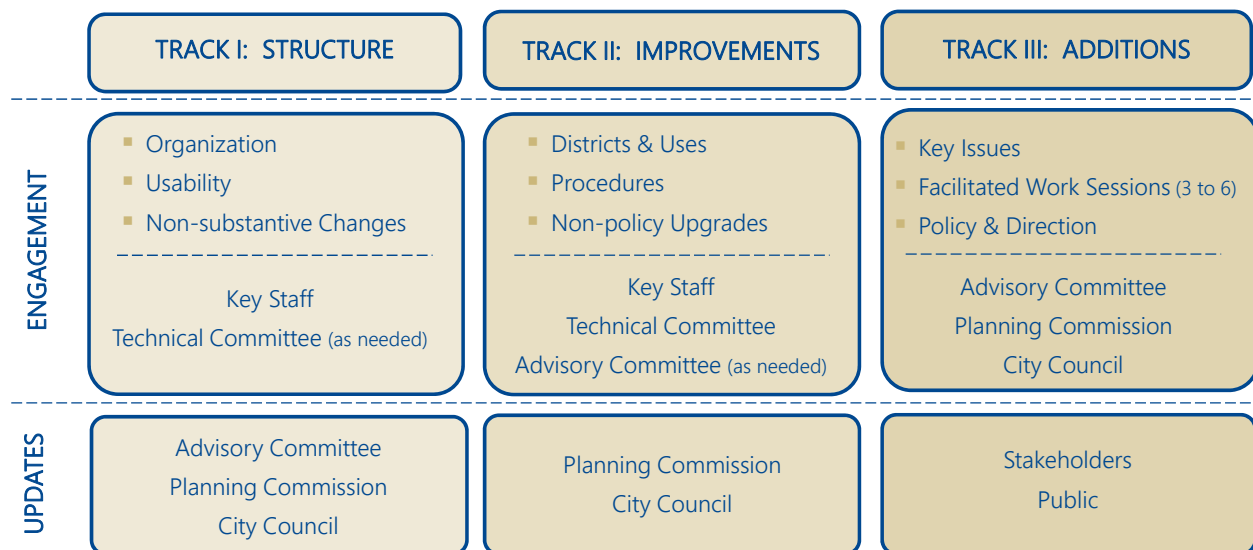 TRACK I: STRUCTURE
TRACK II: IMPROVEMENTS
TRACK III: ADDITIONS
ENGAGEMENT
Organization
Usability
Non-substantive Changes
Key Staff
Technical Committee (as needed)
Districts & Uses
Procedures
Non-policy Upgrades
Key Staff
Technical Committee
Advisory Committee (as needed)
Key Issues
Facilitated Work Sessions (3 to 6)
Policy & Direction
Advisory Committee
Planning Commission
City Council
UPDATES
Advisory Committee
Planning Commission
City Council
Planning Commission
City Council
Stakeholders
Public